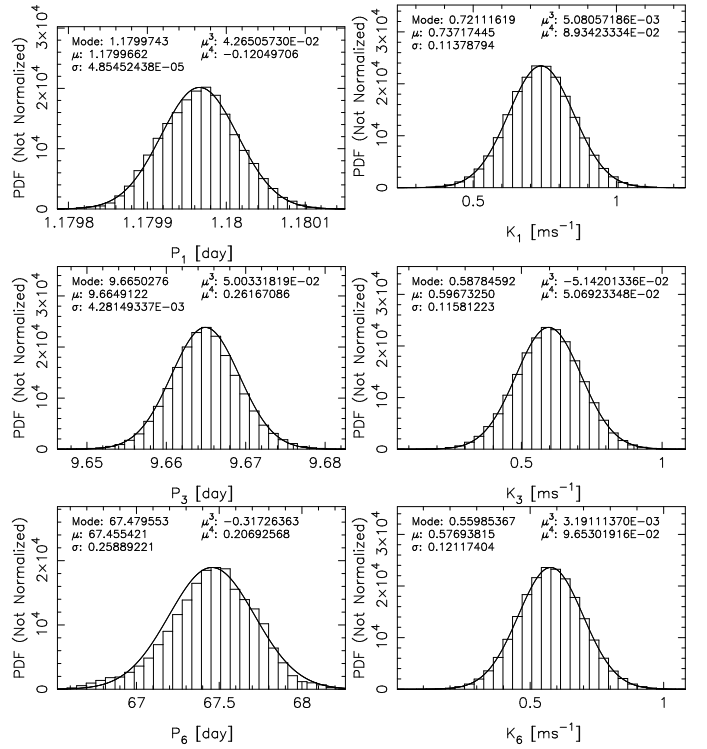 Mode: 1.1799743 μ³: 4.26505730E−02
μ: 1.1799662 μ⁴: −0.12049706
σ: 4.85452438E−05
PDF (Not Normalized)
0 10⁴ 2×10⁴ 3×10⁴
1.1798 1.1799 1.18 1.1801
P₁ [day]
Mode: 0.72111619 μ³: 5.08057186E−03
μ: 0.73717445 μ⁴: 8.93423334E−02
σ: 0.11378794
PDF (Not Normalized)
0 10⁴ 2×10⁴ 3×10⁴
0.5 1
K₁ [ms⁻¹]
Mode: 9.6650276 μ³: 5.00331819E−02
μ: 9.6649122 μ⁴: 0.26167086
σ: 4.28149337E−03
PDF (Not Normalized)
0 10⁴ 2×10⁴ 3×10⁴
9.65 9.66 9.67 9.68
P₃ [day]
Mode: 0.58784592 μ³: −5.14201336E−02
μ: 0.59673250 μ⁴: 5.06923348E−02
σ: 0.11581223
PDF (Not Normalized)
0 10⁴ 2×10⁴ 3×10⁴
0.5 1
K₃ [ms⁻¹]
Mode: 67.479553 μ³: −0.31726363
μ: 67.455421 μ⁴: 0.20692568
σ: 0.25889221
PDF (Not Normalized)
0 10⁴ 2×10⁴
67 67.5 68
P₆ [day]
Mode: 0.55985367 μ³: 3.19111370E−03
μ: 0.57693815 μ⁴: 9.65301916E−02
σ: 0.12117404
PDF (Not Normalized)
0 10⁴ 2×10⁴ 3×10⁴
0.5 1
K₆ [ms⁻¹]